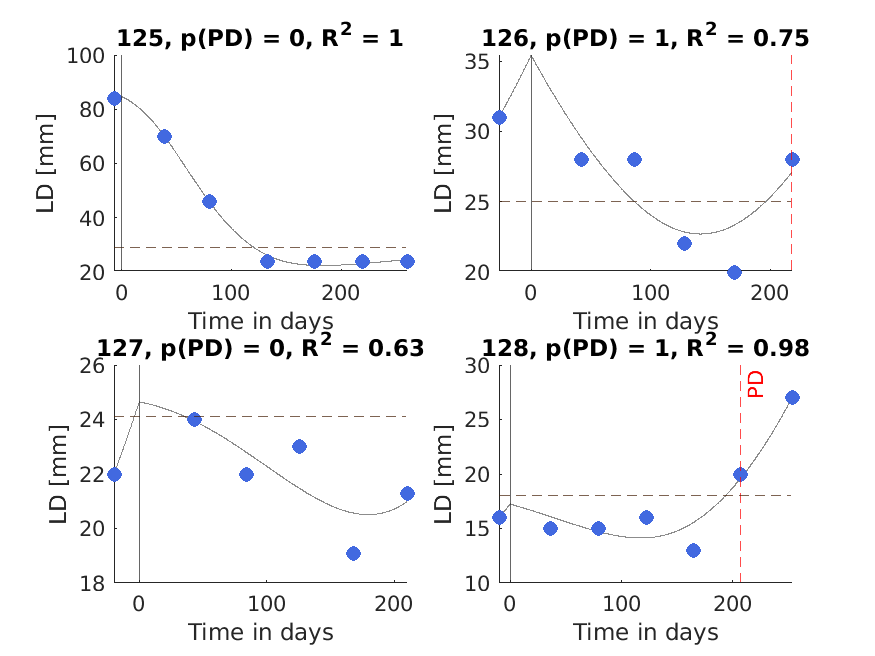 125, p(PD) = 0, R² = 1
100
80
60
40
20
LD [mm]
0
100
200
Time in days
126, p(PD) = 1, R² = 0.75
35
30
25
20
LD [mm]
0
100
200
Time in days
127, p(PD) = 0, R² = 0.63
26
24
22
20
18
LD [mm]
0
100
200
Time in days
128, p(PD) = 1, R² = 0.98
30
25
20
15
10
LD [mm]
PD
0
100
200
Time in days